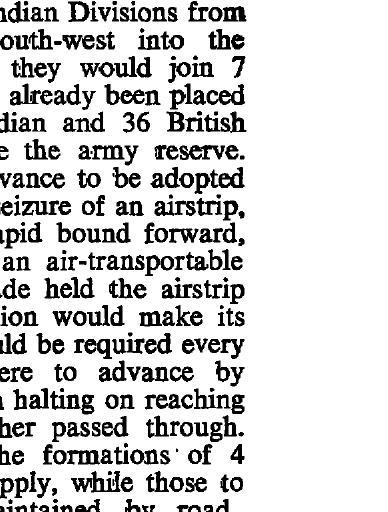 ndian Divisions from
outh-west into the
they would join 7
already been placed
dian and 36 British
e the army reserve.
vance to be adopted
eizure of an airstrip,
apid bound forward,
an air-transportable
de held the airstrip
ion would make its
ld be required every
ere to advance by
halting on reaching
her passed through.
he formations of 4
pply, while those to
aintained by road